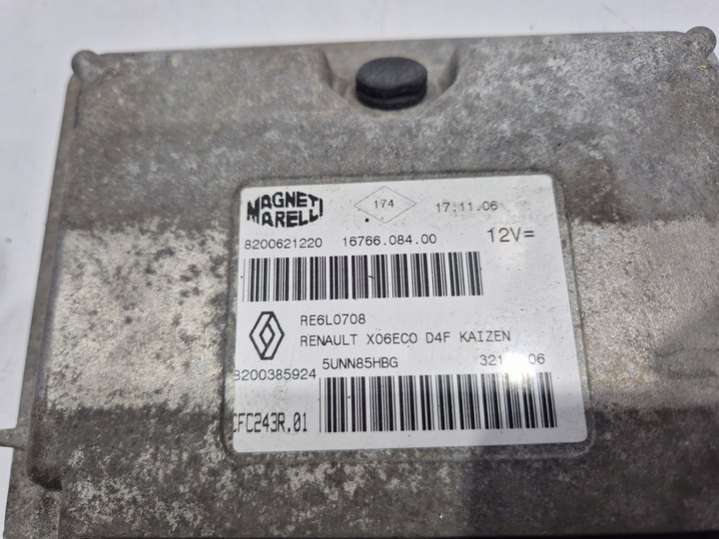 MAGNETI MARELLI
174
17.11.06
8200621220 16766.084.00 12V=
RE6L0708
RENAULT X06ECO D4F KAIZEN
5UNN85HBG
8200385924
CFC243R.01